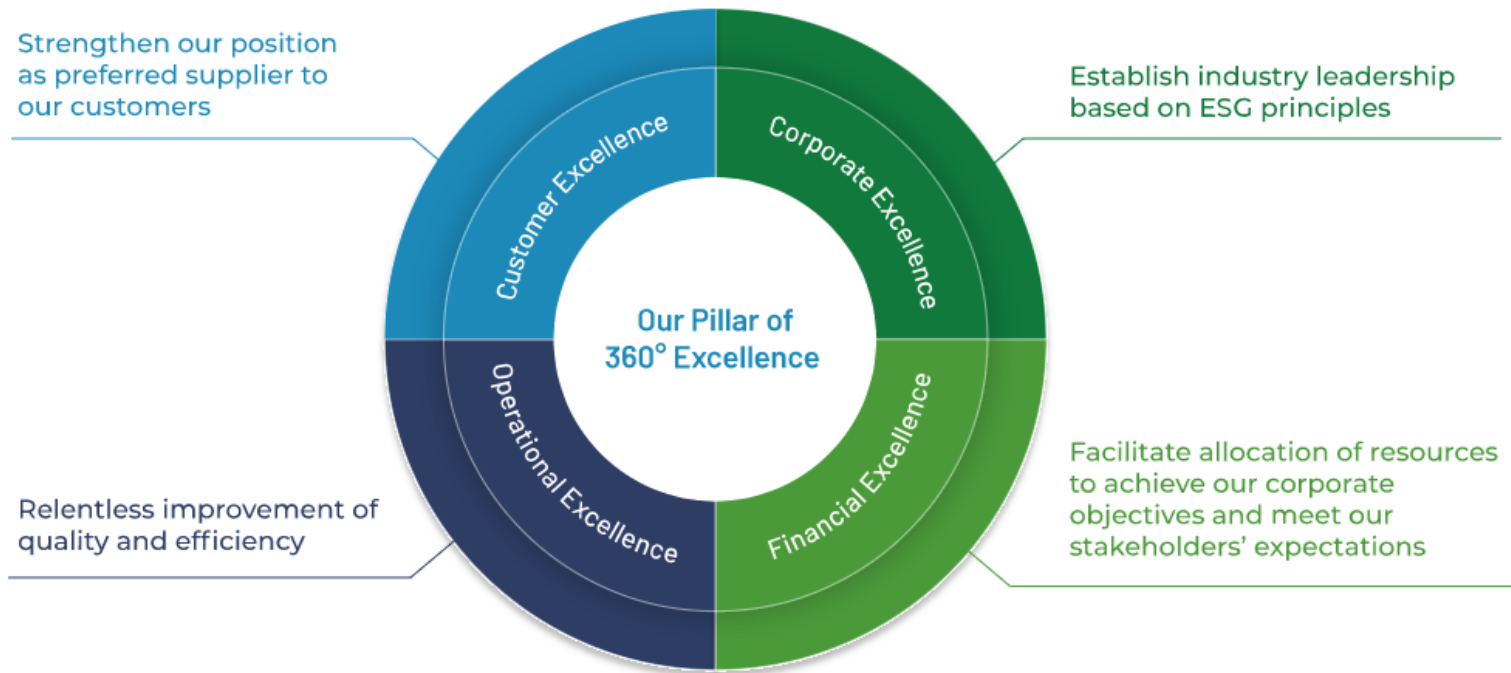 Strengthen our position
as preferred supplier to
our customers
Establish industry leadership
based on ESG principles
Customer Excellence
Corporate Excellence
Our Pillar of
360° Excellence
Operational Excellence
Financial Excellence
Relentless improvement of
quality and efficiency
Facilitate allocation of resources
to achieve our corporate
objectives and meet our
stakeholders’ expectations